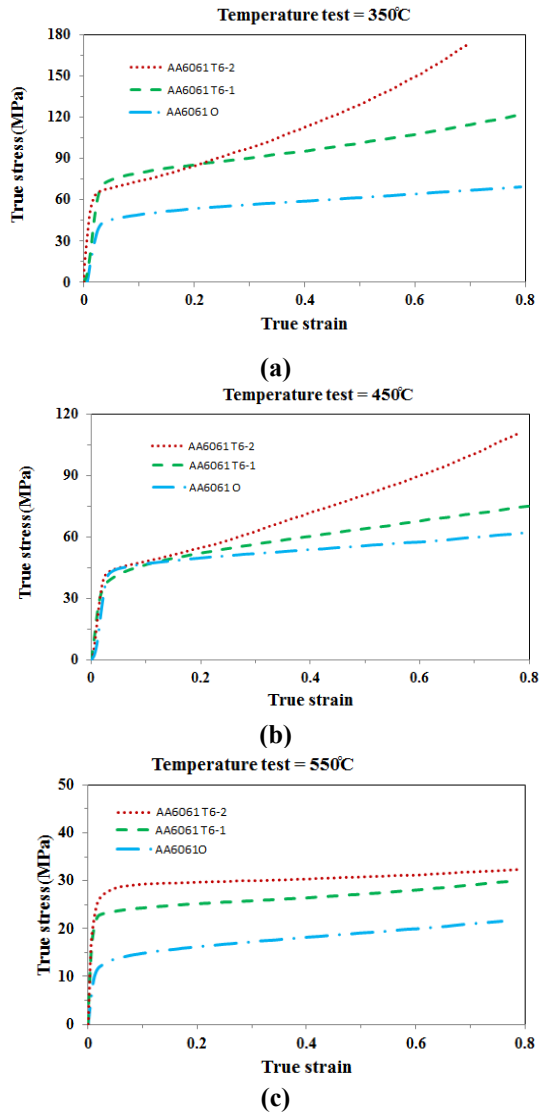 Temperature test = 350℃
True stress(MPa)
180
150
120
90
60
30
0
AA6061 T6-2
AA6061 T6-1
AA6061 O
0
0.2
0.4
0.6
0.8
True strain
(a)
Temperature test = 450℃
True stress(MPa)
120
90
60
30
0
AA6061 T6-2
AA6061 T6-1
AA6061 O
0
0.2
0.4
0.6
0.8
True strain
(b)
Temperature test = 550℃
True stress(MPa)
50
40
30
20
10
0
AA6061 T6-2
AA6061 T6-1
AA6061O
0
0.2
0.4
0.6
0.8
True strain
(c)